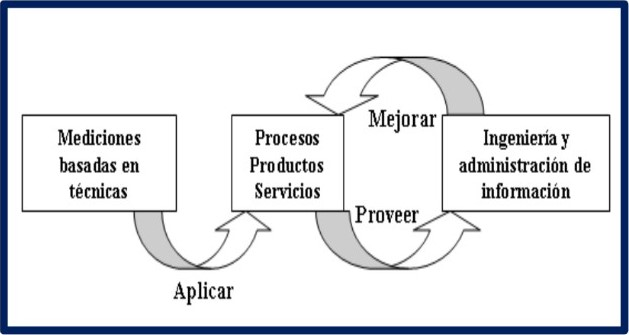 Mediciones
basadas en
técnicas
Aplicar
Procesos
Productos
Servicios
Mejorar
Proveer
Ingeniería y
administración de
información